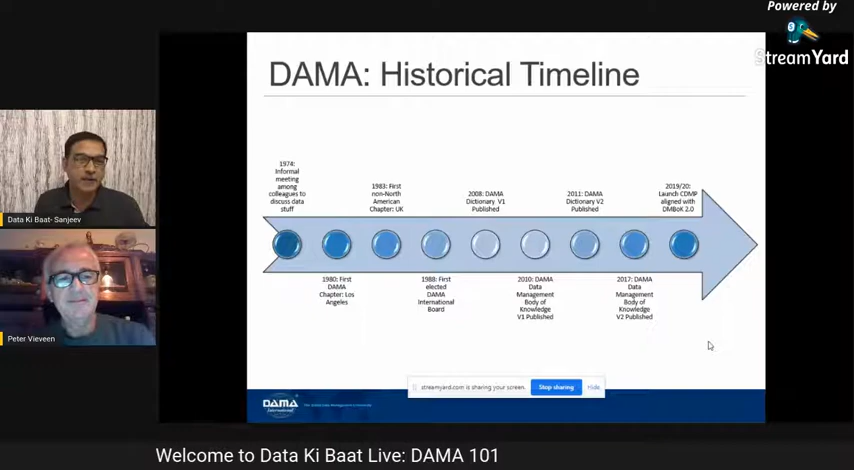 Powered by
StreamYard
DAMA: Historical Timeline
1974:
Informal
meeting
among
colleagues to
discuss data
stuff
1983: First
non-North
American
Chapter: UK
2008: DAMA
Dictionary V1
Published
2011: DAMA
Dictionary V2
Published
2019/20:
Launch CDMP
aligned with
DMBoK 2.0
1980: First
DAMA
Chapter: Los
Angeles
1988: First
elected
DAMA
International
Board
2010: DAMA
Data
Management
Body of
Knowledge
V1 Published
2017: DAMA
Data
Management
Body of
Knowledge
V2 Published
Data Ki Baat- Sanjeev
Peter Vieveen
streamyard.com is sharing your screen.
Stop sharing
Hide
DAMA
International
Welcome to Data Ki Baat Live: DAMA 101